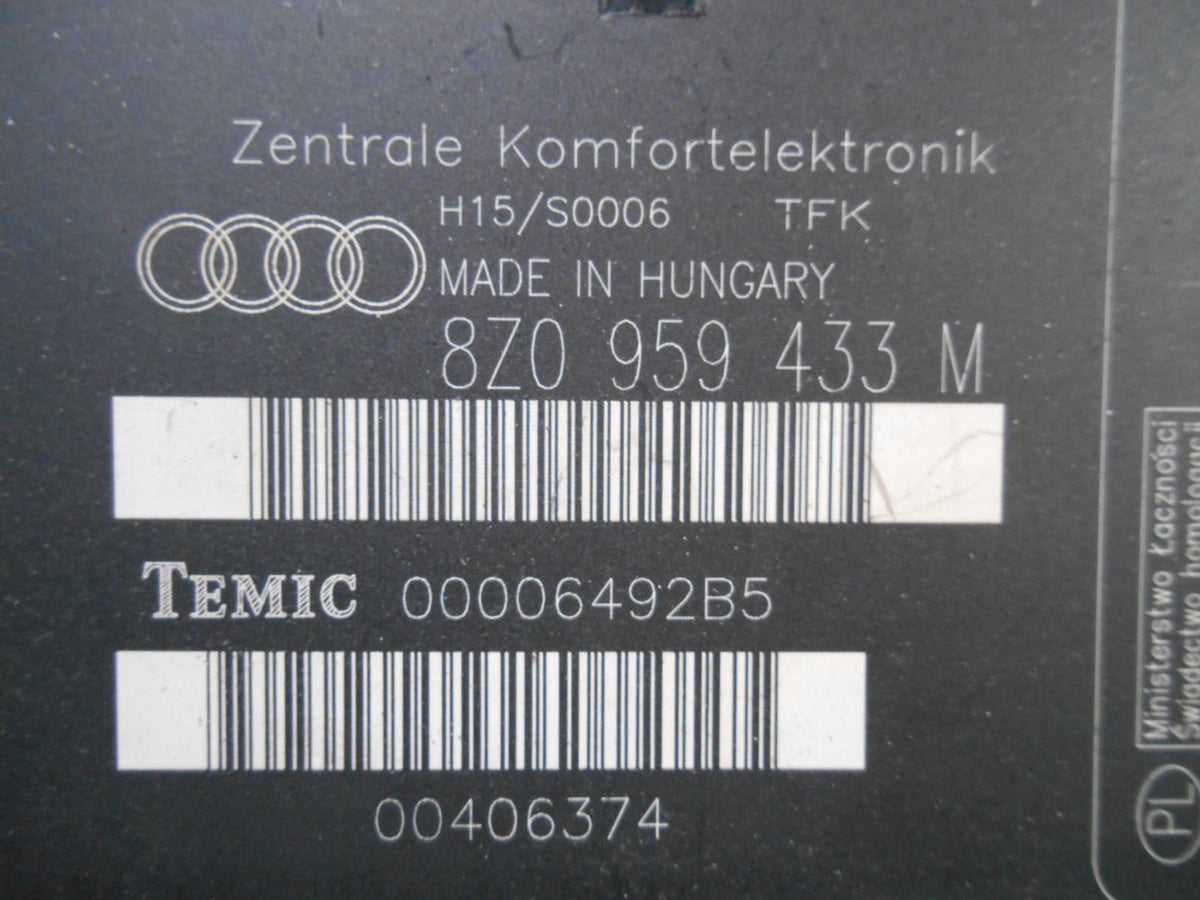 Zentrale Komfortelektronik
H15/S0006 TFK
MADE IN HUNGARY
8Z0 959 433 M
TEMIC 00006492B5
00406374
Ministerstwo Łączności
Świadectwo homologacji
PL